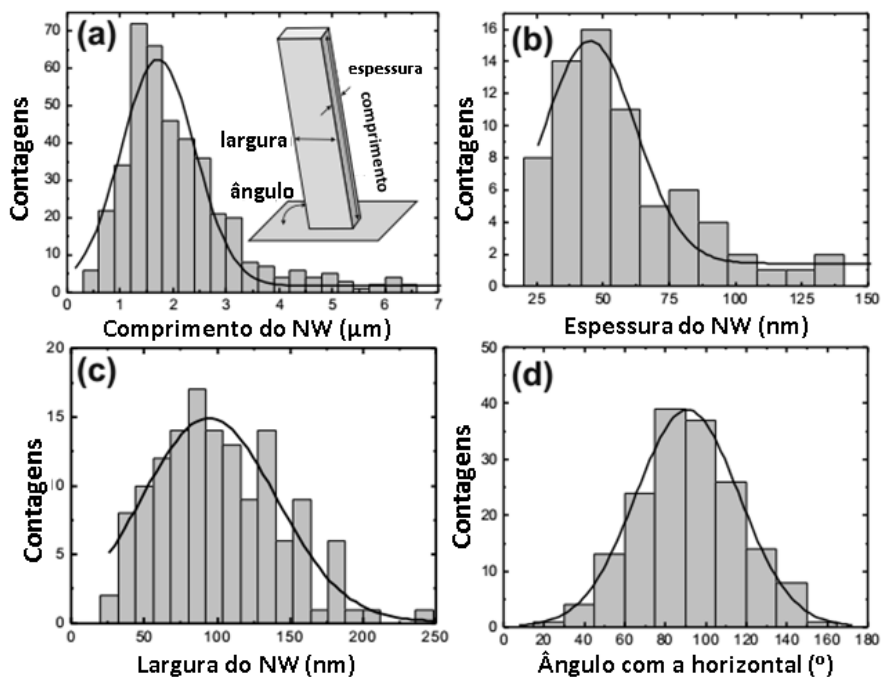 (a)
70
60
50
40
30
20
10
0
Contagens
espessura
comprimento
largura
ângulo
0 1 2 3 4 5 6 7
Comprimento do NW (μm)
(b)
16
14
12
10
8
6
4
2
0
Contagens
25 50 75 100 125 150
Espessura do NW (nm)
(c)
20
15
10
5
0
Contagens
0 50 100 150 200 250
Largura do NW (nm)
(d)
50
40
30
20
10
0
Contagens
0 20 40 60 80 100 120 140 160 180
Ângulo com a horizontal (º)